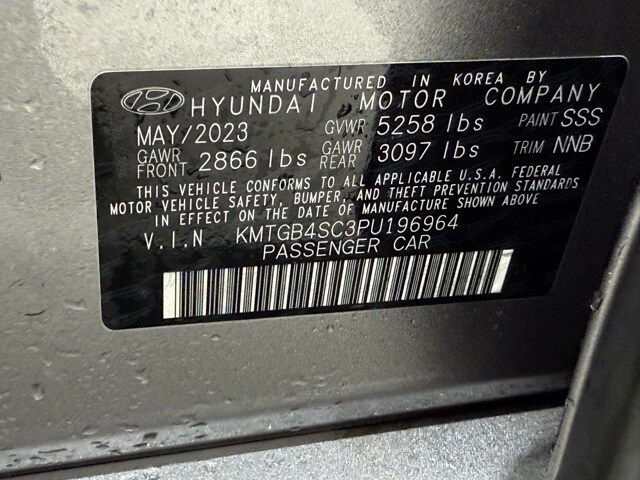 MANUFACTURED IN KOREA BY
HYUNDAI MOTOR COMPANY
MAY/2023 GVWR 5258 lbs PAINT SSS
GAWR FRONT 2866 lbs GAWR REAR 3097 lbs TRIM NNB
THIS VEHICLE CONFORMS TO ALL APPLICABLE U.S.A. FEDERAL
MOTOR VEHICLE SAFETY, BUMPER, AND THEFT PREVENTION STANDARDS
IN EFFECT ON THE DATE OF MANUFACTURE SHOWN ABOVE
V.I.N KMTGB4SC3PU196964
PASSENGER CAR